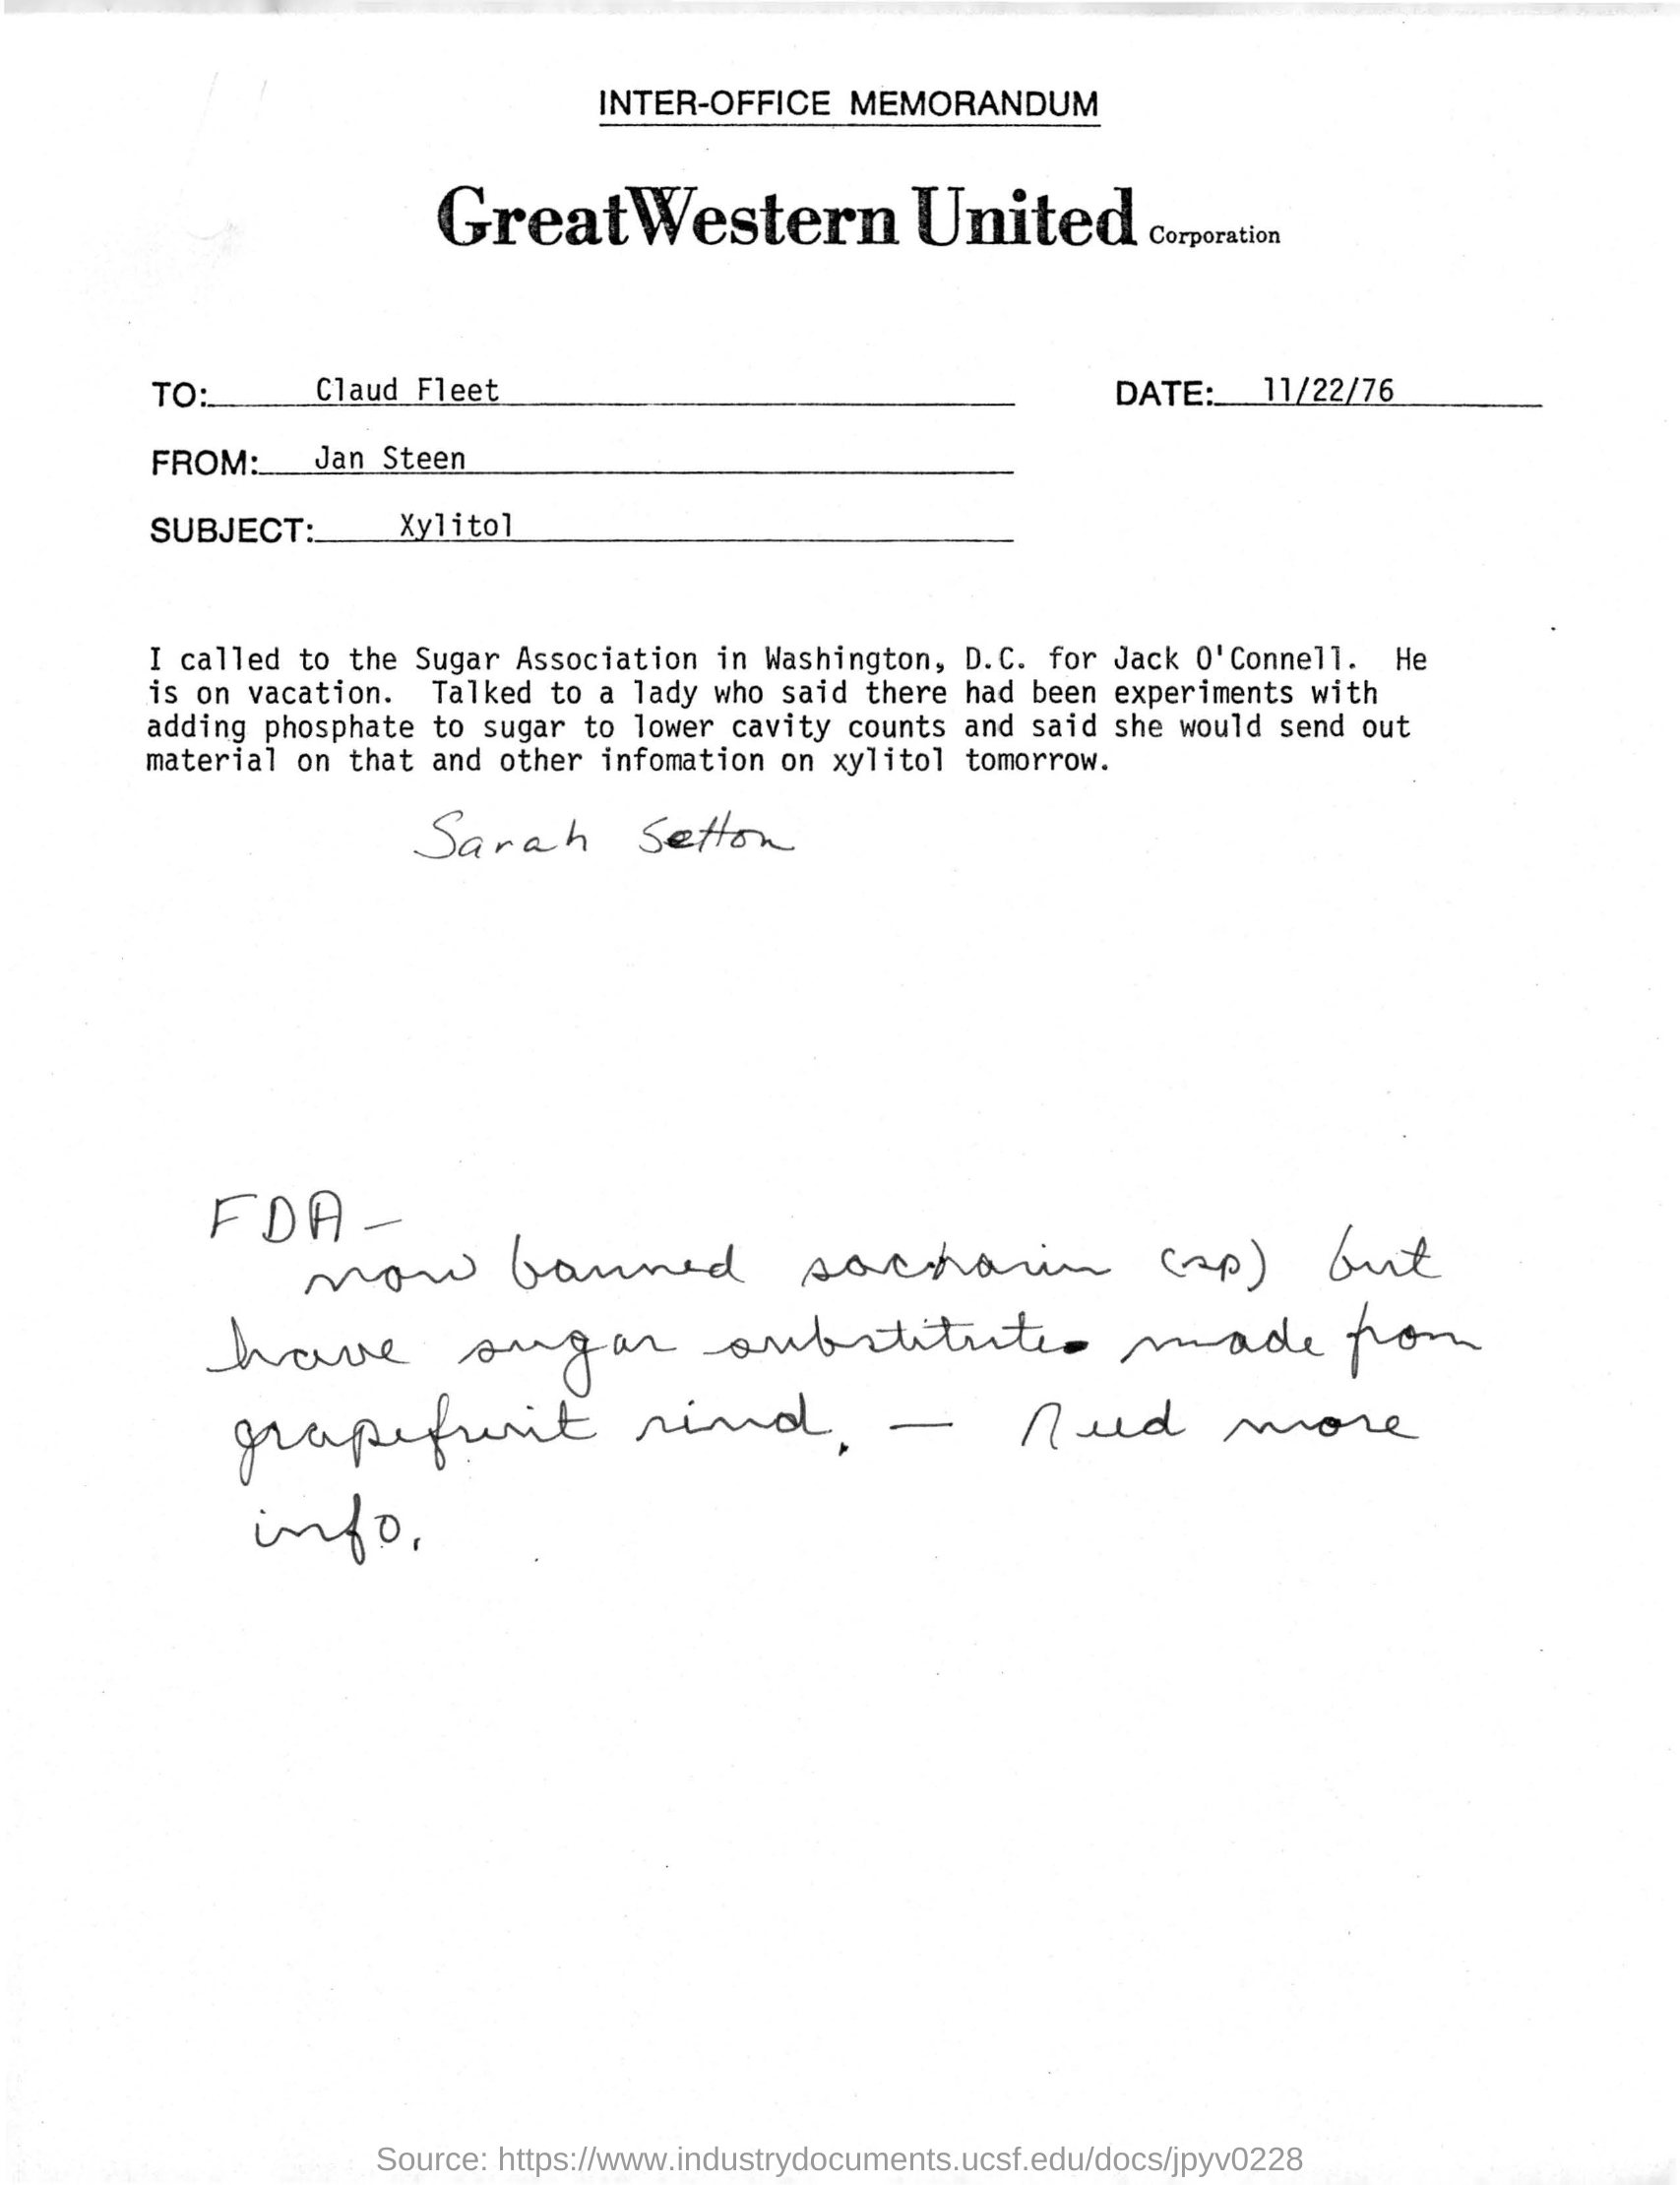 INTER-OFFICE MEMORANDUM
Great Western United Corporation
TO: Claud Fleet DATE: 11/22/76
FROM: Jan Steen
SUBJECT: Xylitol
I called to the Sugar Association in Washington, D.C. for Jack O'Connell. He
is on vacation. Talked to a lady who said there had been experiments with
adding phosphate to sugar to lower cavity counts and said she would send out
material on that and other infomation on xylitol tomorrow.
Sarah Setton
FDA -
now banned sacharin (sp) but
have sugar substitute made from
grapefruit rind. - Need more
info.
Source: https://www.industrydocuments.ucsf.edu/docs/jpyv0228